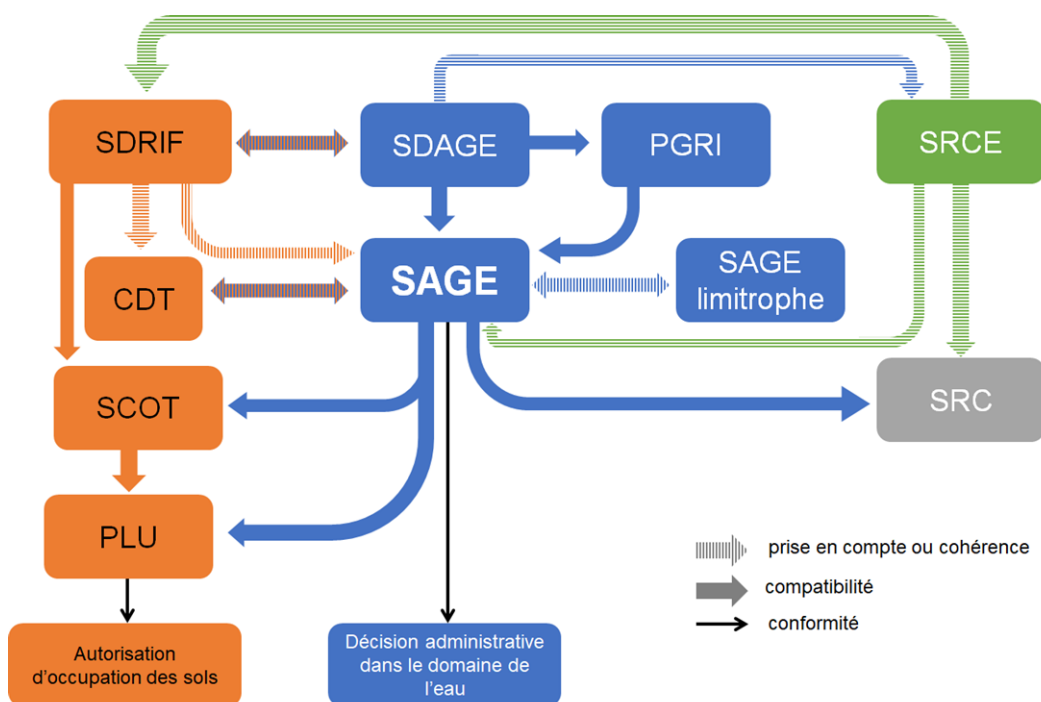 SDRIF
SDAGE
PGRI
SRCE
CDT
SAGE
SAGE
limitrophe
SCOT
SRC
PLU
prise en compte ou cohérence
compatibilité
conformité
Autorisation
d’occupation des sols
Décision administrative
dans le domaine de
l’eau